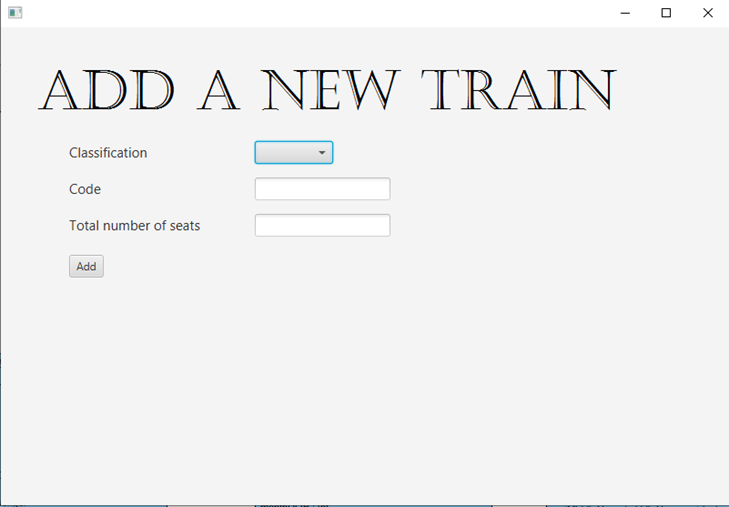 ADD A NEW TRAIN
Classification
Code
Total number of seats
Add